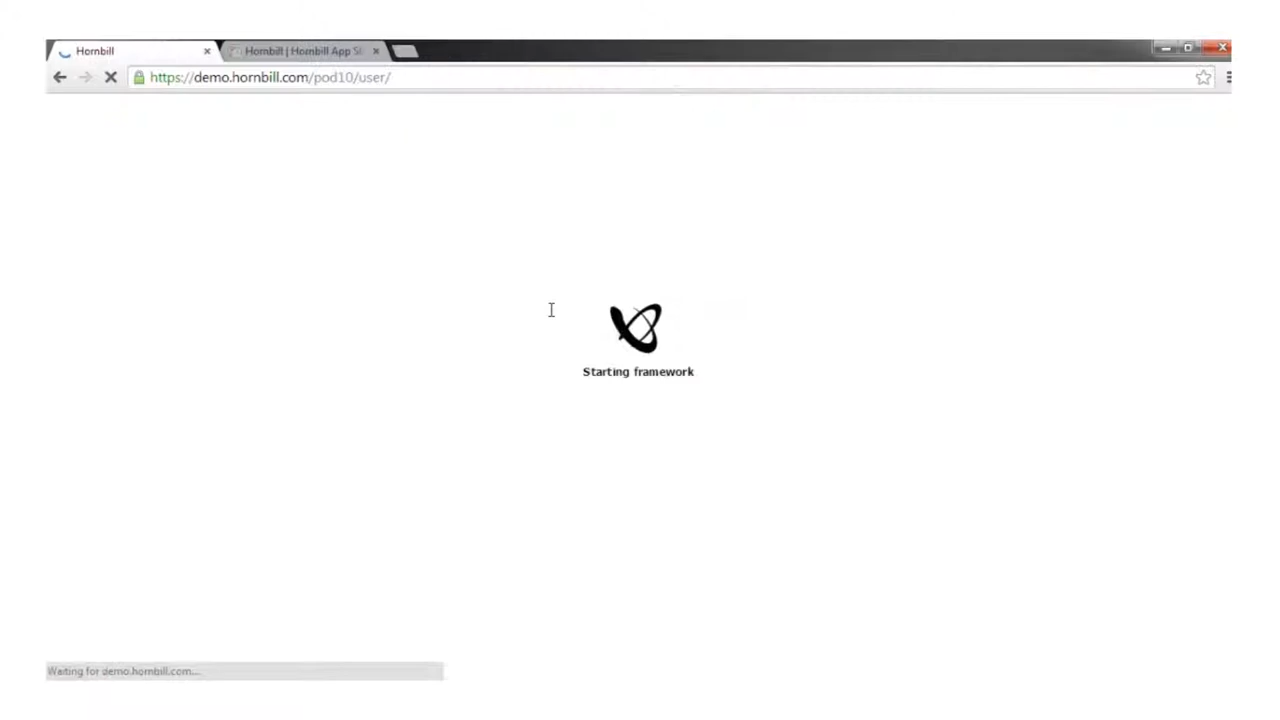 Hornbill
Hornbill | Hornbill App St
https://demo.hornbill.com/pod10/user/
Starting framework
Waiting for demo.hornbill.com...